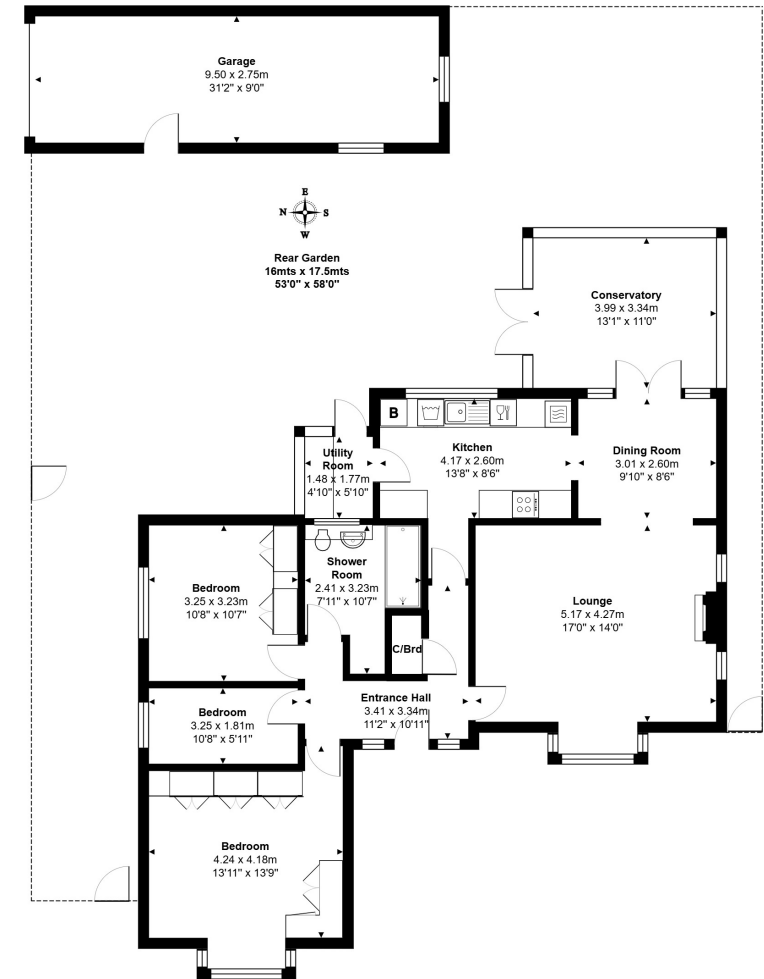 Garage
9.50 x 2.75m
31'2" x 9'0"
E
N
S
W
Rear Garden
16mts x 17.5mts
53'0" x 58'0"
Conservatory
3.99 x 3.34m
13'1" x 11'0"
B
Kitchen
4.17 x 2.60m
13'8" x 8'6"
Dining Room
3.01 x 2.60m
9'10" x 8'6"
Utility
Room
1.48 x 1.77m
4'10" x 5'10"
Bedroom
3.25 x 3.23m
10'8" x 10'7"
Shower
Room
2.41 x 3.23m
7'11" x 10'7"
Lounge
5.17 x 4.27m
17'0" x 14'0"
C/Brd
Entrance Hall
3.41 x 3.34m
11'2" x 10'11"
Bedroom
3.25 x 1.81m
10'8" x 5'11"
Bedroom
4.24 x 4.18m
13'11" x 13'9"